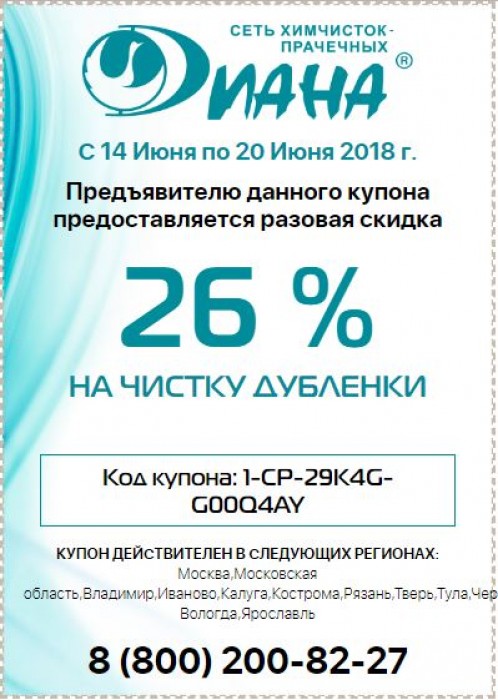 СЕТЬ ХИМЧИСТОК-
ПРАЧЕЧНЫХ
ДИАНА®
С 14 Июня по 20 Июня 2018 г.
Предъявителю данного купона
предоставляется разовая скидка
26 %
НА ЧИСТКУ ДУБЛЕНКИ
Код купона: 1-CP-29K4G-
G00Q4AY
КУПОН ДЕЙСТВИТЕЛЕН В СЛЕДУЮЩИХ РЕГИОНАХ:
Москва,Московская
область,Владимир,Иваново,Калуга,Кострома,Рязань,Тверь,Тула,Чер
Вологда,Ярославль
8 (800) 200-82-27